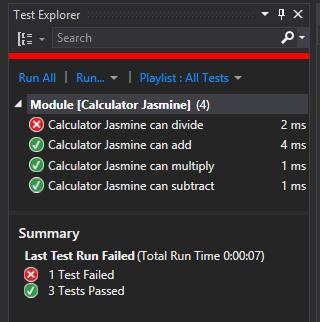 Test Explorer
Search
Run All | Run... | Playlist : All Tests
Module [Calculator Jasmine] (4)
Calculator Jasmine can divide 2 ms
Calculator Jasmine can add 4 ms
Calculator Jasmine can multiply 1 ms
Calculator Jasmine can subtract 1 ms
Summary
Last Test Run Failed (Total Run Time 0:00:07)
1 Test Failed
3 Tests Passed